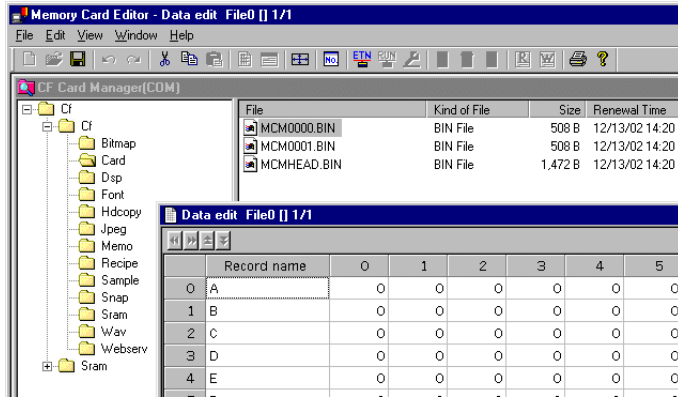 Memory Card Editor - Data edit File0 [] 1/1
File Edit View Window Help
No. ETN RUN R W
CF Card Manager(COM)
Cf
Cf
Bitmap
Card
Dsp
Font
Hdcopy
Jpeg
Memo
Recipe
Sample
Snap
Sram
Wav
Webserv
Sram
File Kind of File Size Renewal Time
MCM0000.BIN BIN File 508 B 12/13/02 14:20
MCM0001.BIN BIN File 508 B 12/13/02 14:20
MCMHEAD.BIN BIN File 1,472 B 12/13/02 14:20
Data edit File0 [] 1/1
Record name 0 1 2 3 4 5
0 A 0 0 0 0 0 0
1 B 0 0 0 0 0 0
2 C 0 0 0 0 0 0
3 D 0 0 0 0 0 0
4 E 0 0 0 0 0 0